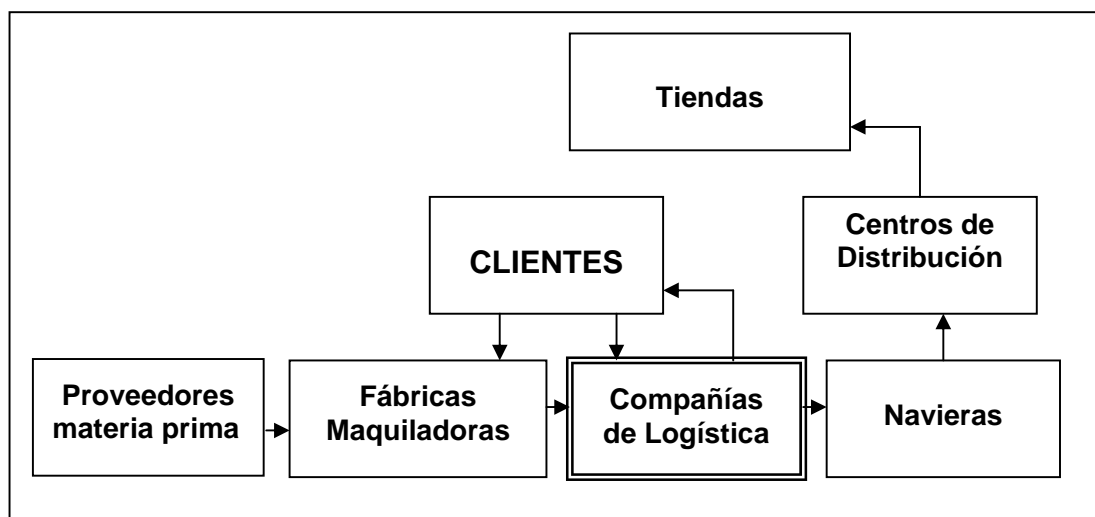 Tiendas
Centros de
Distribución
CLIENTES
Proveedores
materia prima
Fábricas
Maquiladoras
Compañías
de Logística
Navieras